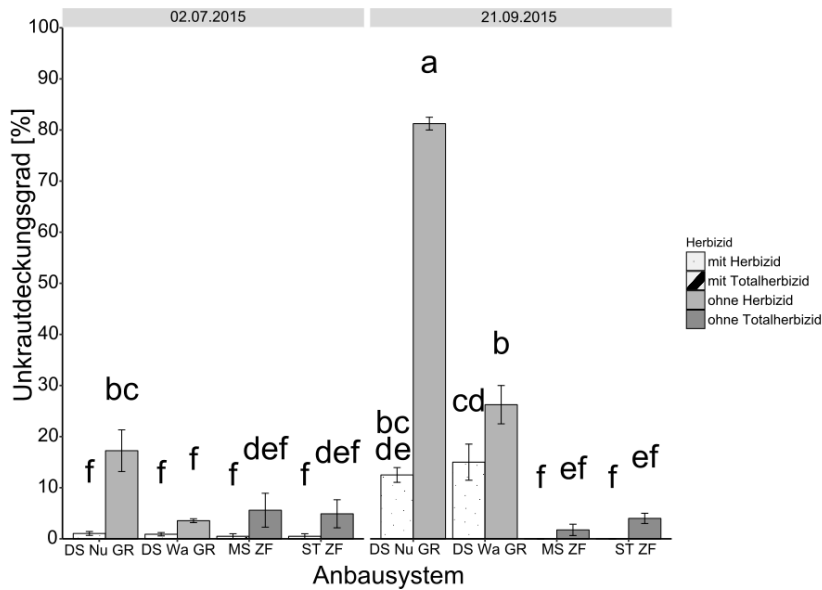 02.07.2015 21.09.2015
Unkrautdeckungsgrad [%]
100
90
80
70
60
50
40
30
20
10
0
a
b
bc
bc
cd
de
f f f f def f def f ef f ef
DS Nu GR DS Wa GR MS ZF ST ZF DS Nu GR DS Wa GR MS ZF ST ZF
Anbausystem
Herbizid
mit Herbizid
mit Totalherbizid
ohne Herbizid
ohne Totalherbizid